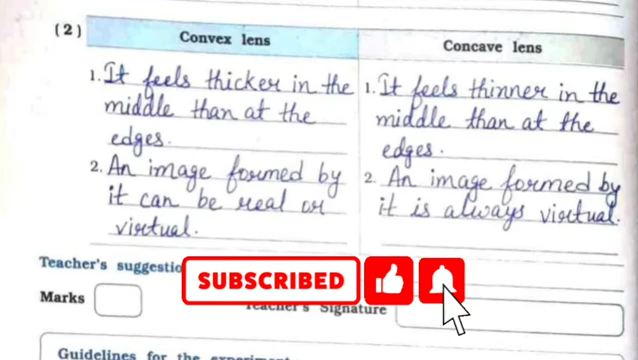 (2)
Convex lens
Concave lens
1. It feels thicker in the
middle than at the
edges.
2. An image formed by
it can be real or
virtual.
1. It feels thinner in the
middle than at the
edges.
2. An image formed by
it is always virtual.
Teacher's suggestio
SUBSCRIBED
Marks
Teacher's Signature
Guidelines for the